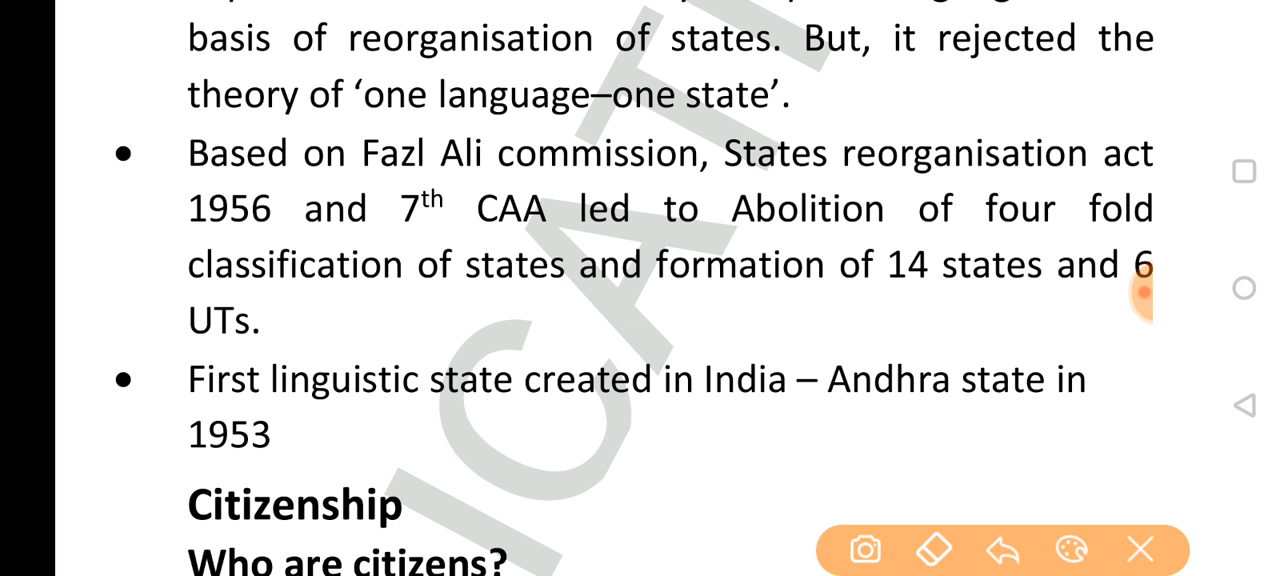 basis of reorganisation of states. But, it rejected the
theory of ‘one language–one state’.
• Based on Fazl Ali commission, States reorganisation act
1956 and 7th CAA led to Abolition of four fold
classification of states and formation of 14 states and 6
UTs.
• First linguistic state created in India – Andhra state in
1953
Citizenship
Who are citizens?